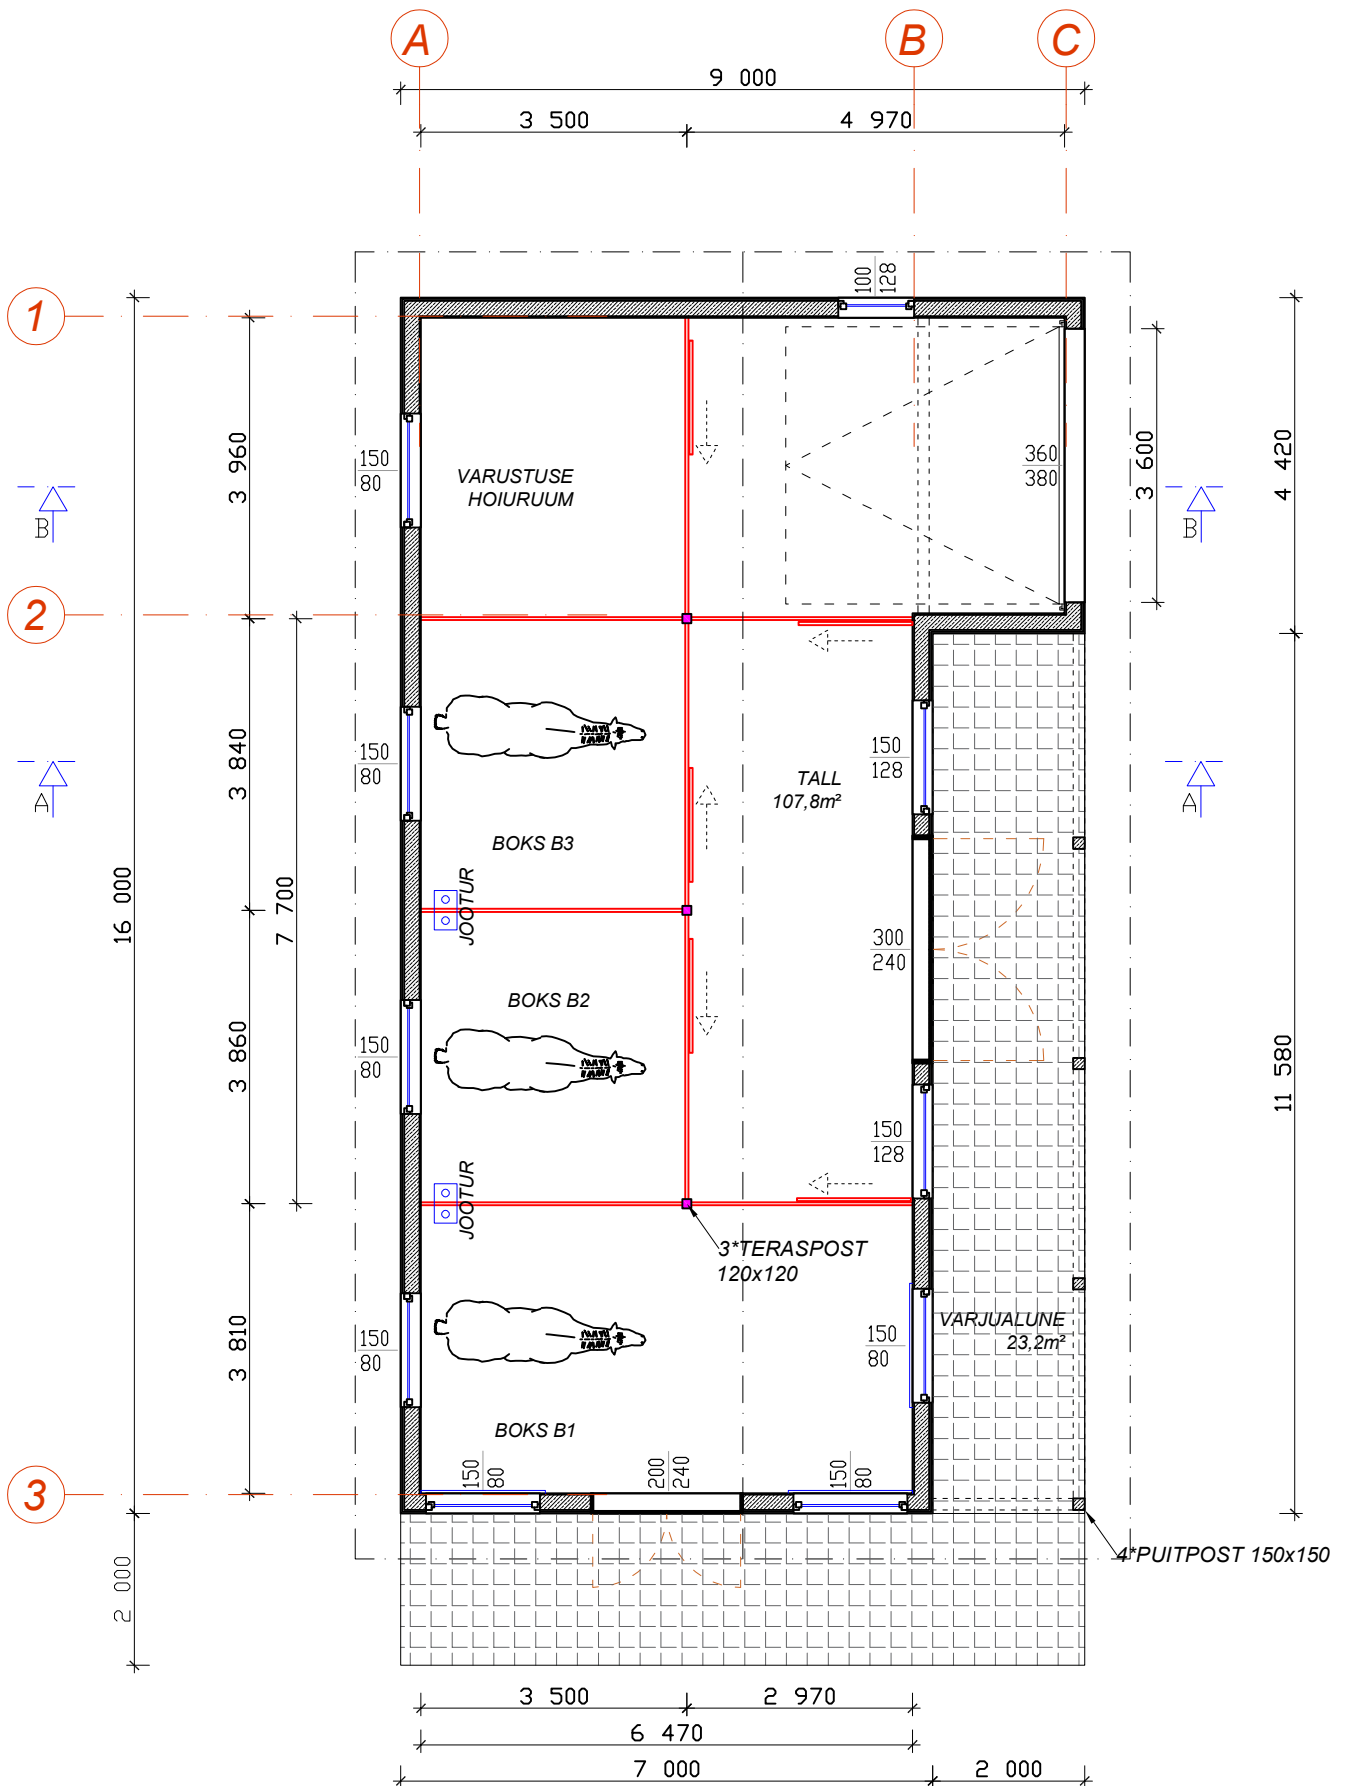 A
B
C
9 000
3 500
4 970
100
128
1
3 960
150
80
VARUSTUSE
HOIURUUM
360
380
3 600
4 420
B
B
2
3 840
150
80
TALL
107,8m²
150
128
A
A
BOKS B3
JOOTUR
16 000
7 700
300
240
BOKS B2
3 860
150
80
11 580
150
128
JOOTUR
3*TERASPOST
120x120
3 810
150
80
150
80
VARJUALUNE
23,2m²
BOKS B1
150
80
200
240
150
80
3
2 000
4*PUITPOST 150x150
3 500
2 970
6 470
7 000
2 000